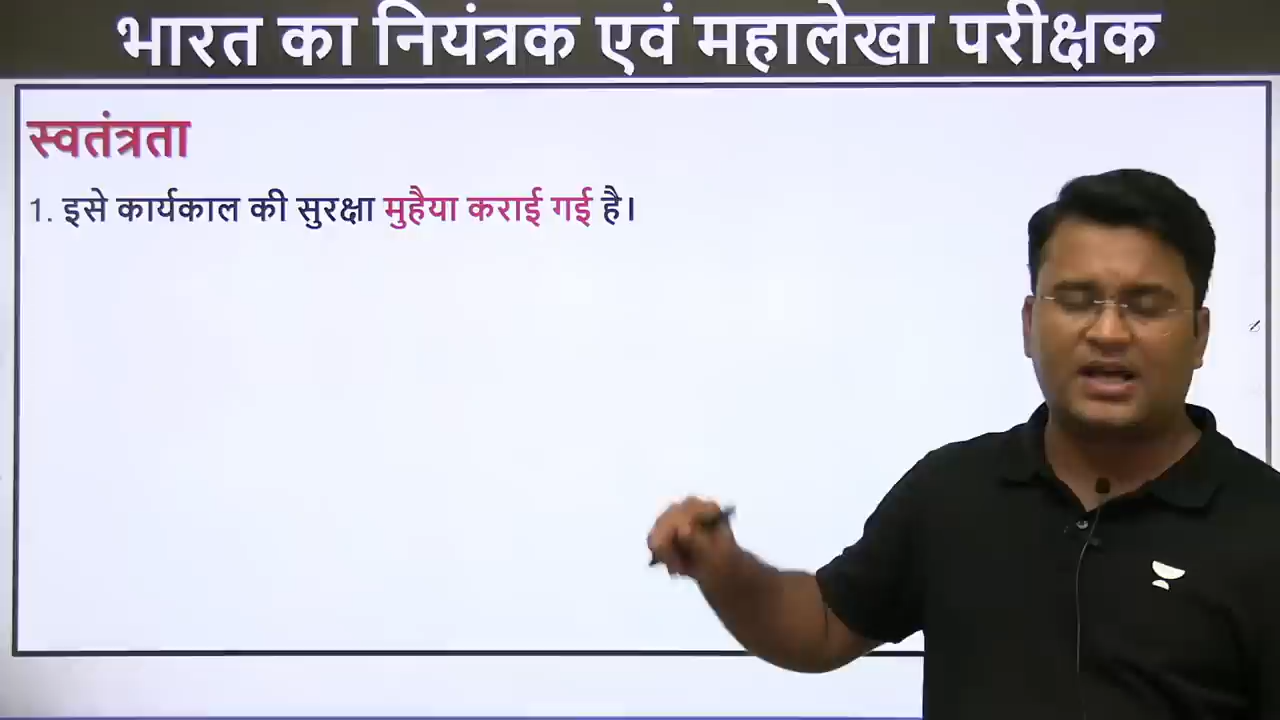 भारत का नियंत्रक एवं महालेखा परीक्षक
स्वतंत्रता
1. इसे कार्यकाल की सुरक्षा मुहैया कराई गई है।